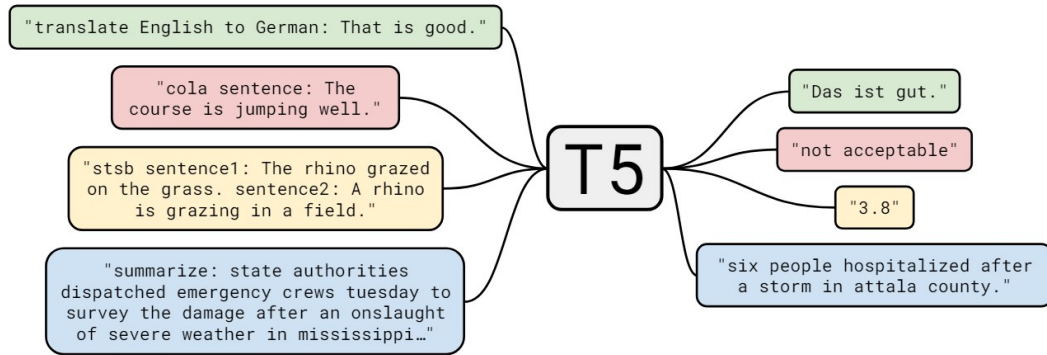 "translate English to German: That is good."
"cola sentence: The
course is jumping well."
"stsb sentence1: The rhino grazed
on the grass. sentence2: A rhino
is grazing in a field."
"summarize: state authorities
dispatched emergency crews tuesday to
survey the damage after an onslaught
of severe weather in mississippi…"
T5
"Das ist gut."
"not acceptable"
"3.8"
"six people hospitalized after
a storm in attala county."